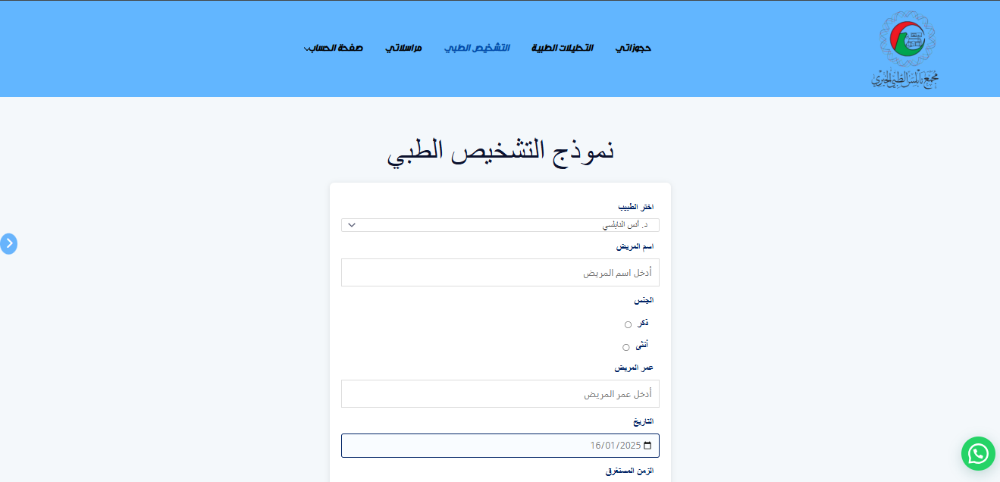 مجمع نابلس الطبي الخيري
حجوزاتي
التحليلات الطبية
التشخيص الطبي
مراسلاتي
صفحة الحساب
نموذج التشخيص الطبي
اختر الطبيب
د. أنس النابلسي
اسم المريض
أدخل اسم المريض
الجنس
ذكر
أنثى
عمر المريض
أدخل عمر المريض
التاريخ
16/01/2025
الزمن المستغرق